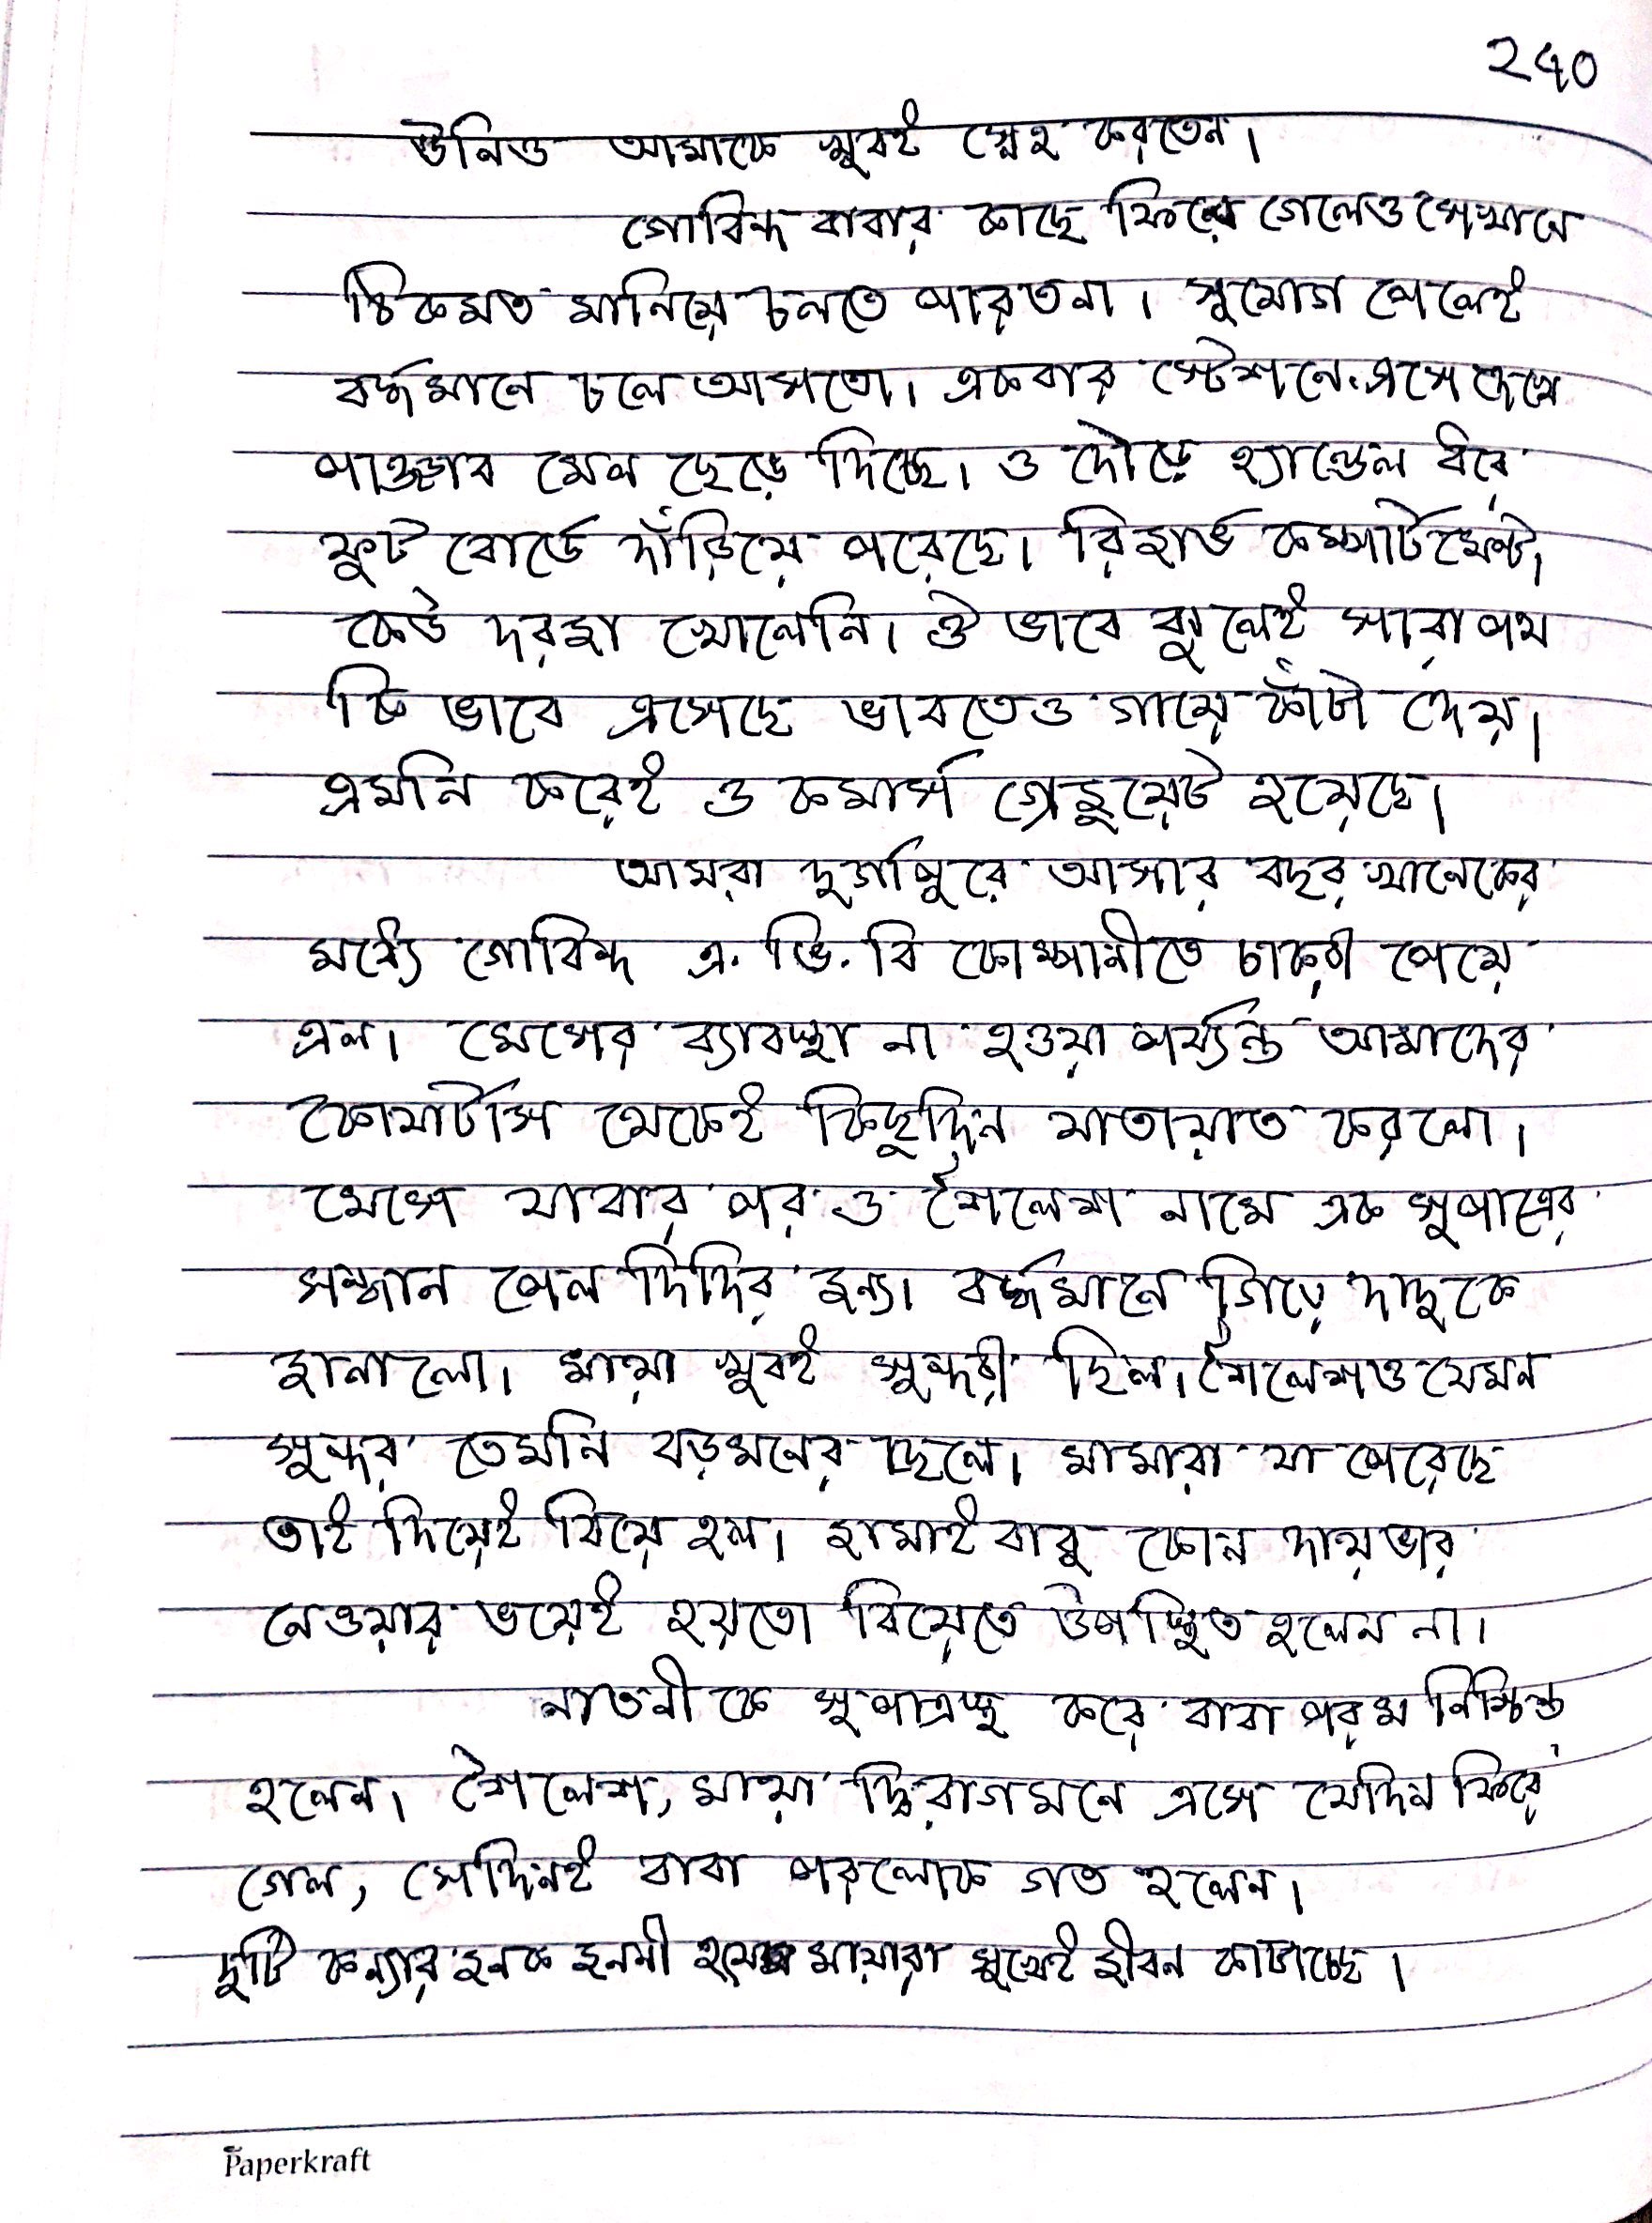 ২৫০
উনিও আমাকে খুবই স্নেহ করতেন।
গোবিন্দ বাবার কাছে ফিরে গেলেও সেখানে
ঠিকমত মানিয়ে চলতে পারতনা। সুযোগ পেলেই
বর্দ্ধমানে চলে আসতো। একবার স্টেশনে এসে দেখে
পাঞ্জাব মেল ছেড়ে দিচ্ছে। ও দৌড়ে হ্যাণ্ডেল ধরে
ফুট বোর্ডে দাঁড়িয়ে পরেছে। রিজার্ভ কম্পার্টমেণ্ট।
কেউ দরজা খোলেনি। ঐ ভাবে ঝুলেই সারাপথ
কি ভাবে এসেছে ভাবতেও গায়ে কাঁটা দেয়।
এমনি করেই ও কমার্স গ্রেজুয়েট হয়েছে।
আমরা দুর্গাপুরে আসার বছর খানেকের
মধ্যে গোবিন্দ এ. ভি. বি কোম্পানীতে চাকরী পেয়ে
এল। মেসের ব্যাবস্থা না হওয়া পর্য্যন্ত আমাদের
কোয়ার্টাস থেকেই কিছুদিন যাতায়াত করলো।
মেসে যাবার পর ও শৈলেশ নামে এক সুপাত্রের
সন্ধান পেল দিদির জন্য। বর্দ্ধমানে গিয়ে দাদুকে
জানালো। মায়া খুবই সুন্দরী ছিল। শৈলেশও যেমন
সুন্দর তেমনি বড়মনের ছেলে। মামারা যা পেরেছে
তাই দিয়েই বিয়ে হল। জামাই বাবু কোন দায়ভার
নেওয়ার ভয়েই হয়তো বিয়েতে উপস্থিত হলেন না।
নাতনীকে সুপাত্রস্থ করে বাবা পরম নিশ্চিন্ত
হলেন। শৈলেশ, মায়া দ্বিরাগমনে এসে যেদিন ফিরে
গেল, সেদিনই বাবা পরলোক গত হলেন।
দুটি কন্যার জনক জননী হয়ে মায়ারা সুখেই জীবন কাটাচ্ছে।
Paperkraft